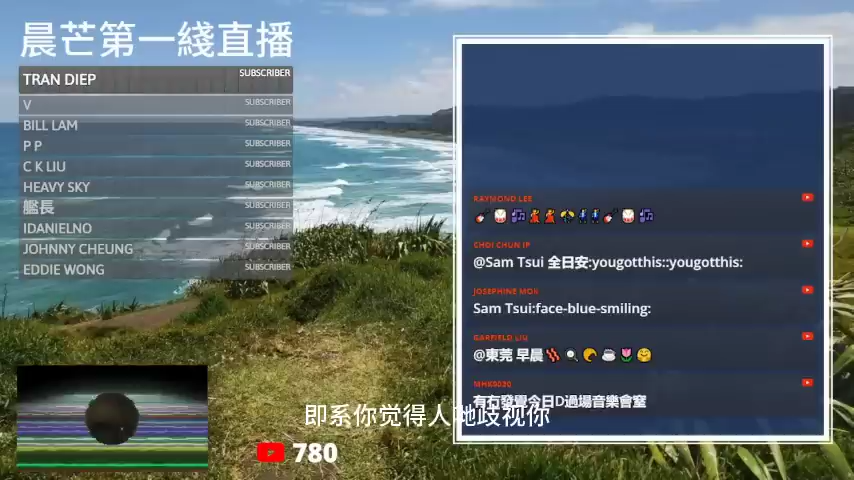 晨芒第一綫直播
TRAN DIEP SUBSCRIBER
V SUBSCRIBER
BILL LAM SUBSCRIBER
P P SUBSCRIBER
C K LIU SUBSCRIBER
HEAVY SKY SUBSCRIBER
艦長 SUBSCRIBER
IDANIELNO SUBSCRIBER
JOHNNY CHEUNG SUBSCRIBER
EDDIE WONG SUBSCRIBER
RAYMOND LEE
CHOI CHUN IP
@Sam Tsui 全日安:yougotthis::yougotthis:
JOSEPHINE MOK
Sam Tsui:face-blue-smiling:
GARFIELD LIU
@東莞 早晨
有冇發覺今日D過場音樂會窒
即系你觉得人哋歧视你
780